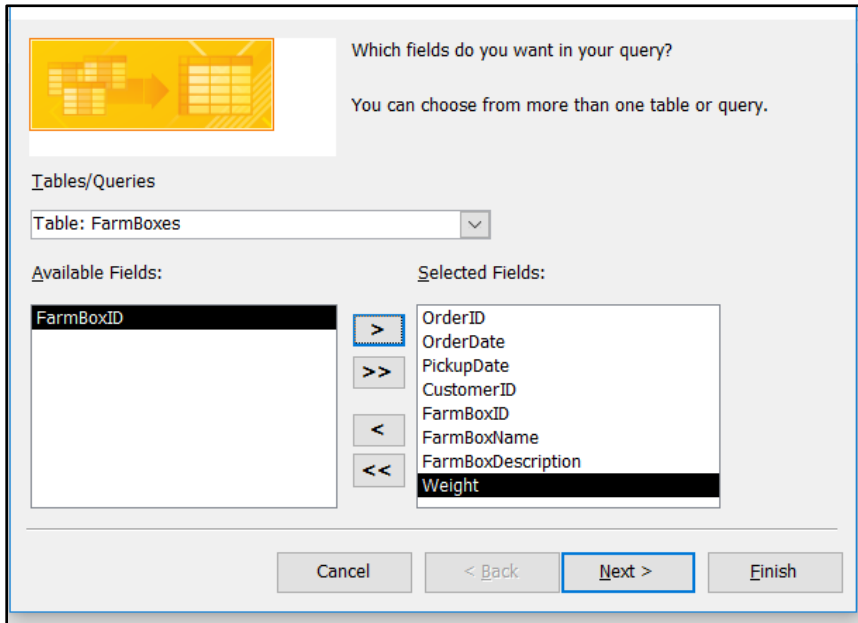 Which fields do you want in your query?
You can choose from more than one table or query.
Tables/Queries
Table: FarmBoxes
Available Fields:
Selected Fields:
FarmBoxID
>
>>
<
<<
OrderID
OrderDate
PickupDate
CustomerID
FarmBoxID
FarmBoxName
FarmBoxDescription
Weight
Cancel
< Back
Next >
Finish